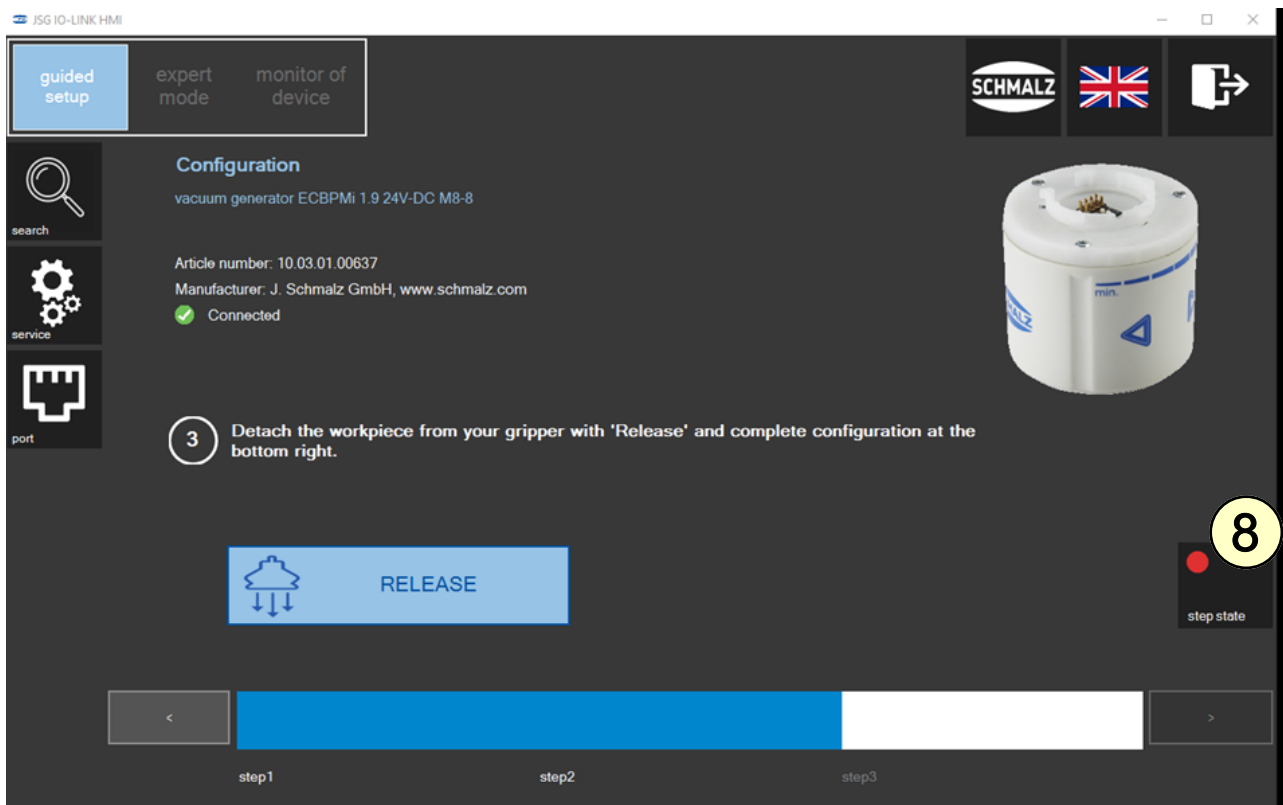 JSG IO-LINK HMI
guided
setup
expert
mode
monitor of
device
SCHMALZ
search
service
port
Configuration
vacuum generator ECBPMi 1.9 24V-DC M8-8
Article number: 10.03.01.00637
Manufacturer: J. Schmalz GmbH, www.schmalz.com
Connected
min.
3
Detach the workpiece from your gripper with 'Release' and complete configuration at the
bottom right.
8
RELEASE
step state
<
>
step1
step2
step3